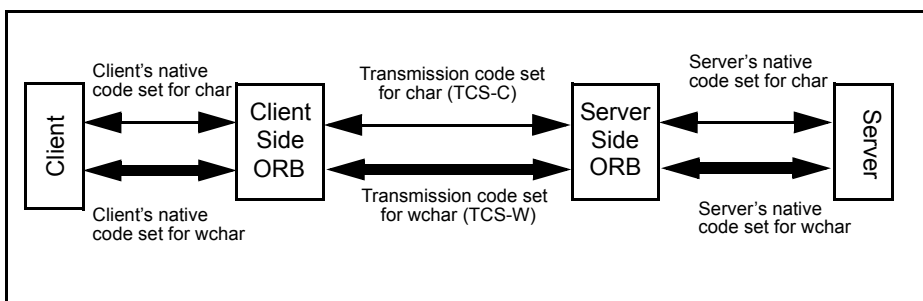 Client's native
code set for char
Transmission code set
for char (TCS-C)
Server's native
code set for char
Client
Client
Side
ORB
Server
Side
ORB
Server
Client's native
code set for wchar
Transmission code set
for wchar (TCS-W)
Server's native
code set for wchar